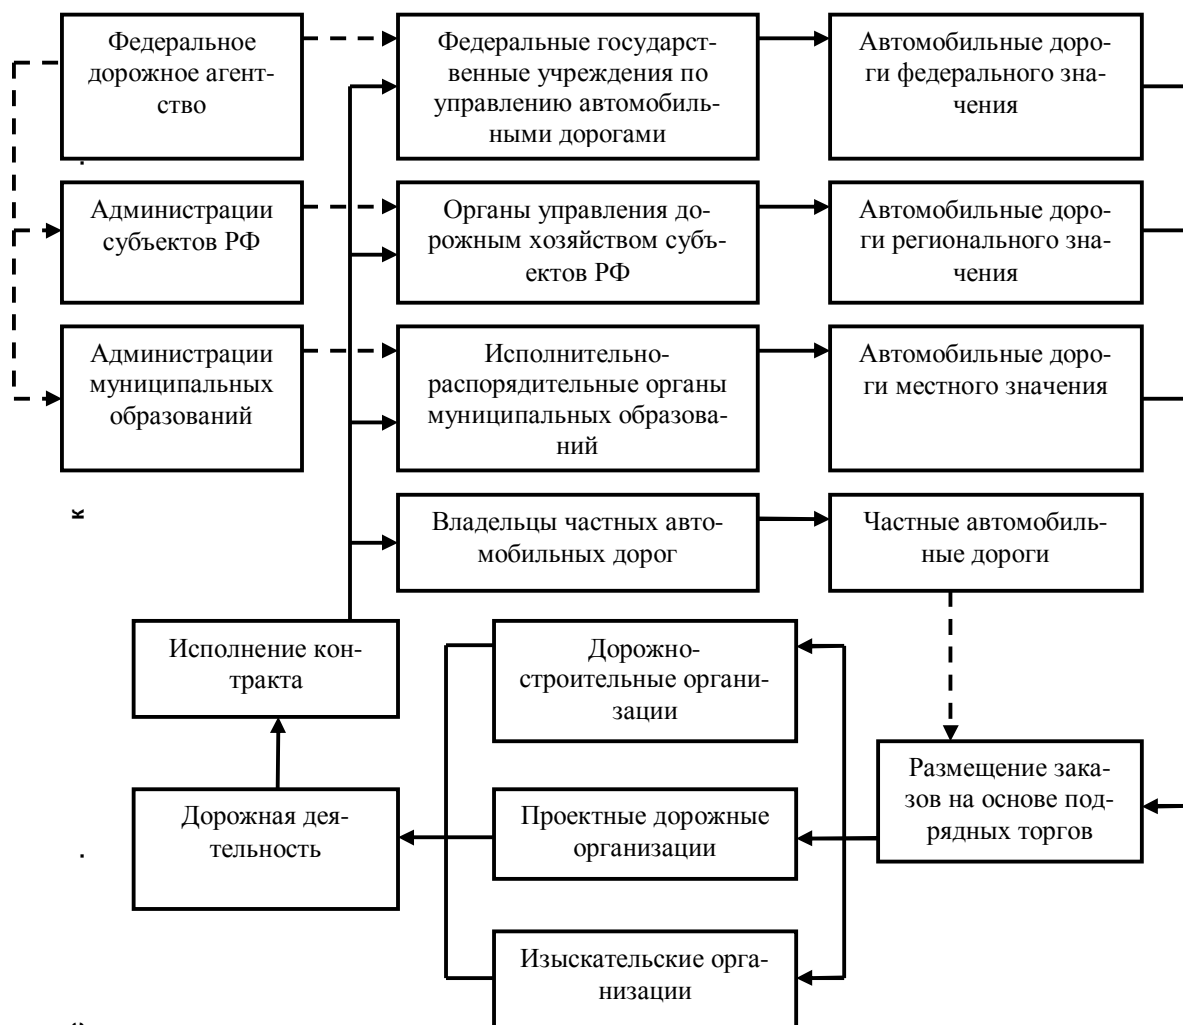 Федеральное
дорожное агент-
ство
Федеральные государст-
венные учреждения по
управлению автомобиль-
ными дорогами
Автомобильные доро-
ги федерального зна-
чения
Администрации
субъектов РФ
Органы управления до-
рожным хозяйством субъ-
ектов РФ
Автомобильные доро-
ги регионального зна-
чения
Администрации
муниципальных
образований
Исполнительно-
распорядительные органы
муниципальных образова-
ний
Автомобильные доро-
ги местного значения
к
Владельцы частных авто-
мобильных дорог
Частные автомобиль-
ные дороги
Исполнение кон-
тракта
Дорожно-
строительные органи-
зации
Размещение зака-
зов на основе под-
рядных торгов
Дорожная дея-
тельность
Проектные дорожные
организации
Изыскательские орга-
низации